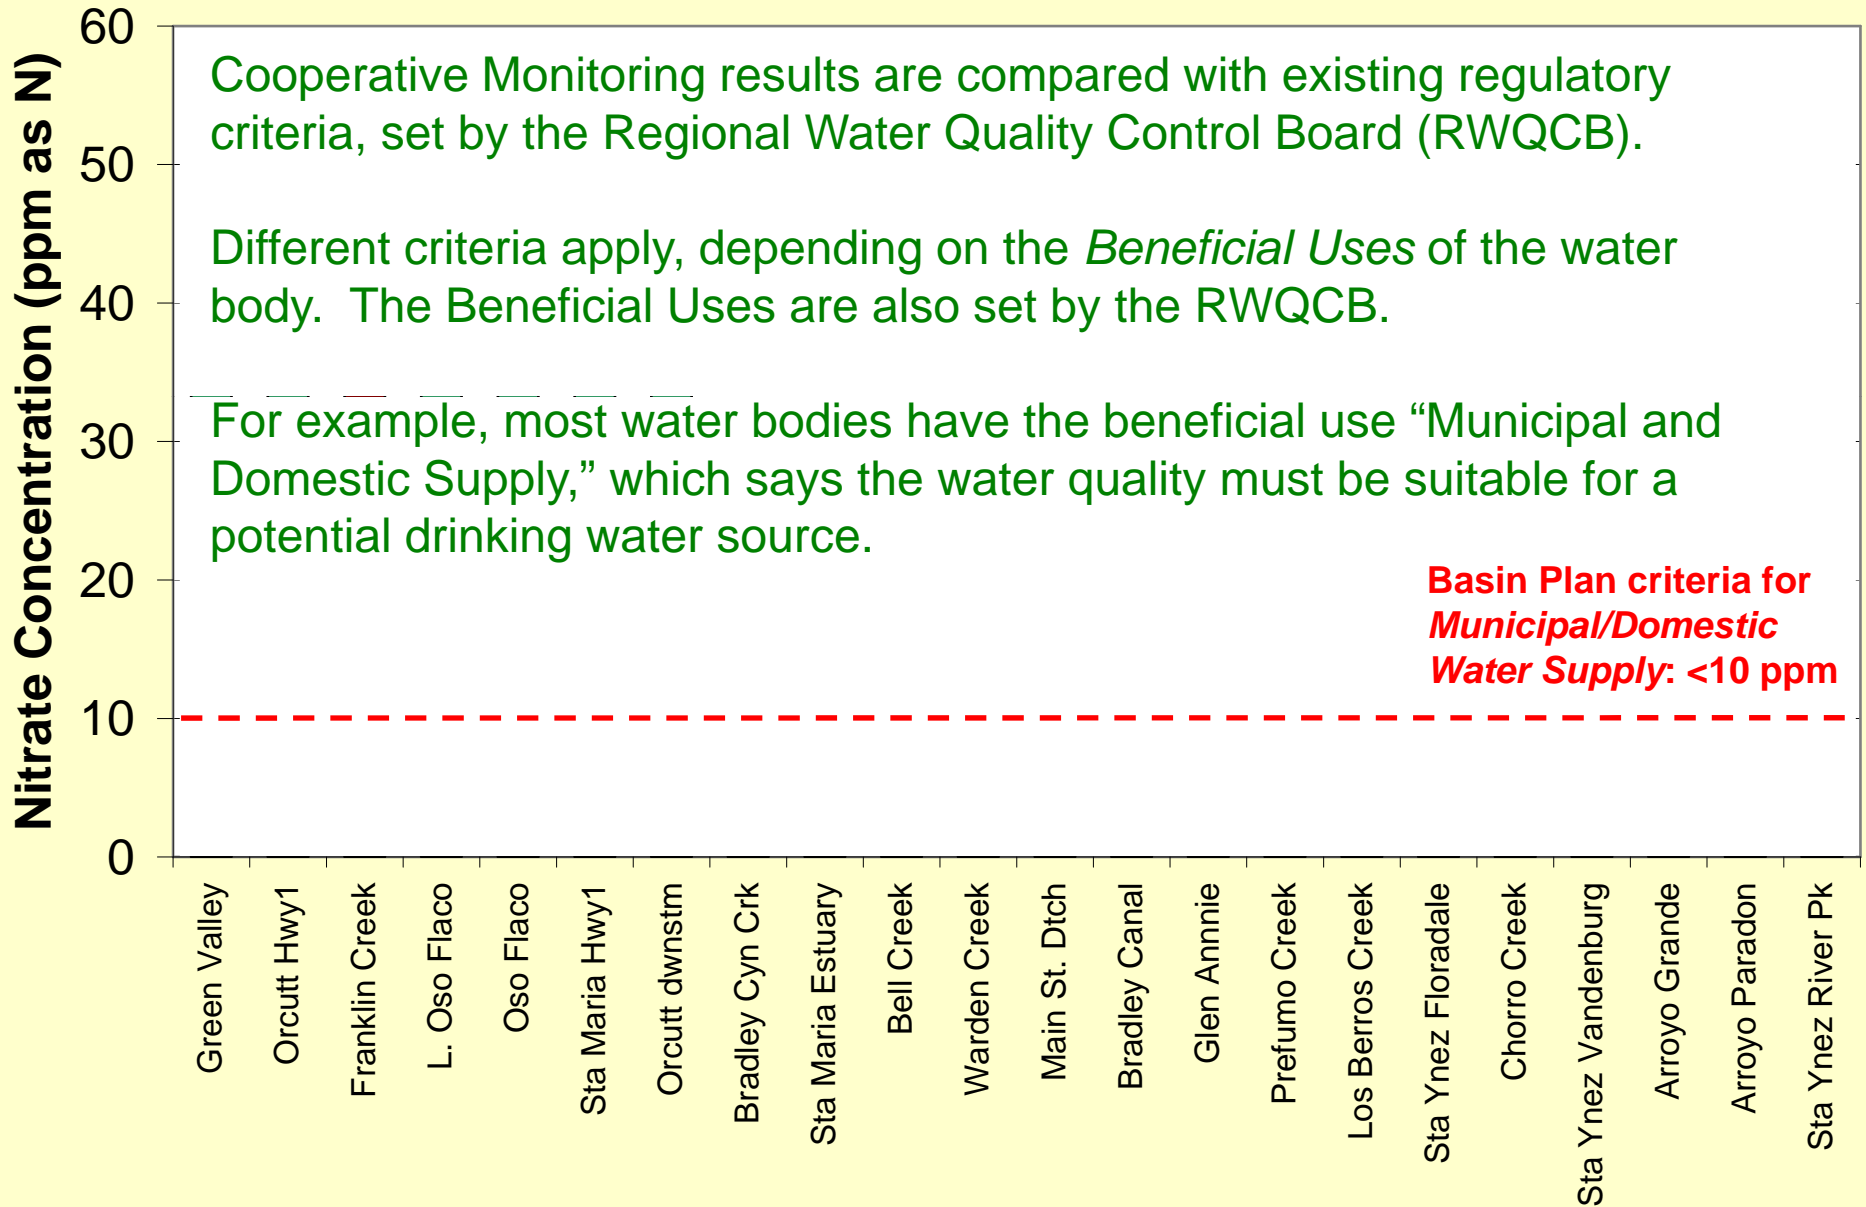 60
50
40
30
20
10
0
Nitrate Concentration (ppm as N)
Cooperative Monitoring results are compared with existing regulatory
criteria, set by the Regional Water Quality Control Board (RWQCB).
Different criteria apply, depending on the Beneficial Uses of the water
body.  The Beneficial Uses are also set by the RWQCB.
For example, most water bodies have the beneficial use “Municipal and
Domestic Supply,” which says the water quality must be suitable for a
potential drinking water source.
Basin Plan criteria for
Municipal/Domestic
Water Supply: <10 ppm
Green Valley
Orcutt Hwy1
Franklin Creek
L. Oso Flaco
Oso Flaco
Sta Maria Hwy1
Orcutt dwnstm
Bradley Cyn Crk
Sta Maria Estuary
Bell Creek
Warden Creek
Main St. Dtch
Bradley Canal
Glen Annie
Prefumo Creek
Los Berros Creek
Sta Ynez Floradale
Chorro Creek
Sta Ynez Vandenburg
Arroyo Grande
Arroyo Paradon
Sta Ynez River Pk